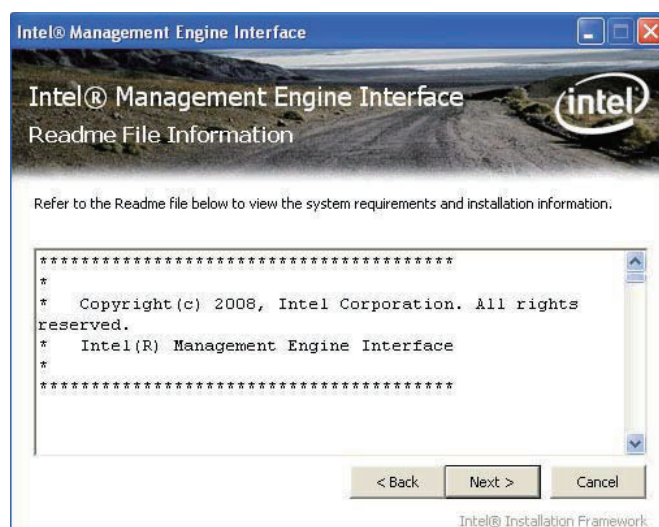 Intel® Management Engine Interface
Intel® Management Engine Interface
intel
Readme File Information
Refer to the Readme file below to view the system requirements and installation information.
****************************************
*
*   Copyright(c) 2008, Intel Corporation. All rights
reserved.
*   Intel(R) Management Engine Interface
*
****************************************
< Back
Next >
Cancel
Intel® Installation Framework